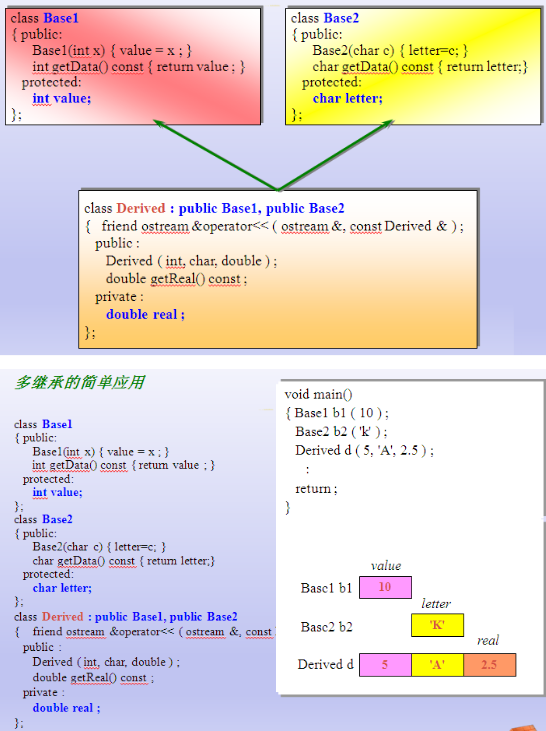 class Base1
{ public:
Base1(int x) { value = x ; }
int getData() const { return value ; }
protected:
int value;
};
class Base2
{ public:
Base2(char c) { letter=c; }
char getData() const { return letter;}
protected:
char letter;
};
class Derived : public Base1, public Base2
{ friend ostream &operator<< ( ostream &, const Derived & ) ;
public :
Derived ( int, char, double ) ;
double getReal() const ;
private :
double real ;
};
多继承的简单应用
class Base1
{ public:
Base1(int x) { value = x ; }
int getData() const { return value ; }
protected:
int value;
};
class Base2
{ public:
Base2(char c) { letter=c; }
char getData() const { return letter;}
protected:
char letter;
};
class Derived : public Base1, public Base2
{ friend ostream &operator<< ( ostream &, const
public :
Derived ( int, char, double ) ;
double getReal() const ;
private :
double real ;
};
void main()
{ Base1 b1 ( 10 ) ;
Base2 b2 ( 'k' ) ;
Derived d ( 5, 'A', 2.5 ) ;
:
return ;
}
value
Base1 b1 10
letter
Base2 b2 'K'
real
Derived d 5 'A' 2.5